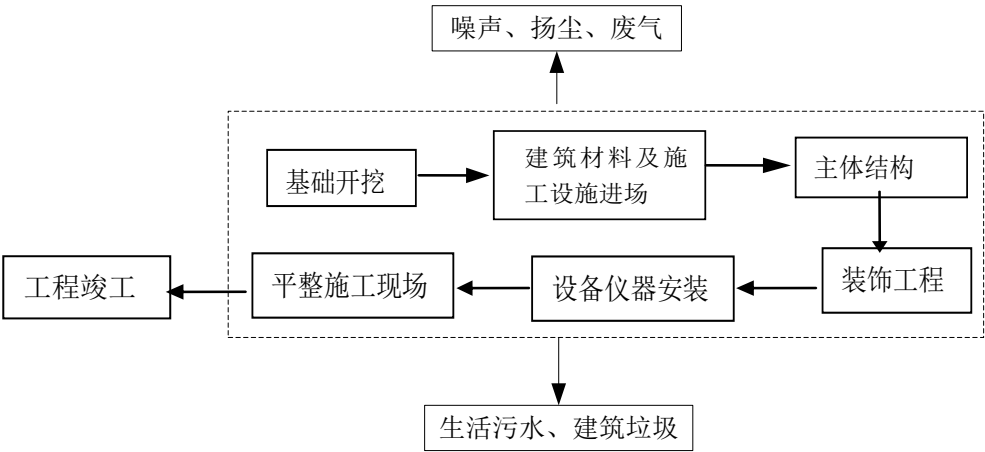 噪声、扬尘、废气
基础开挖
建筑材料及施
工设施进场
主体结构
装饰工程
设备仪器安装
平整施工现场
工程竣工
生活污水、建筑垃圾